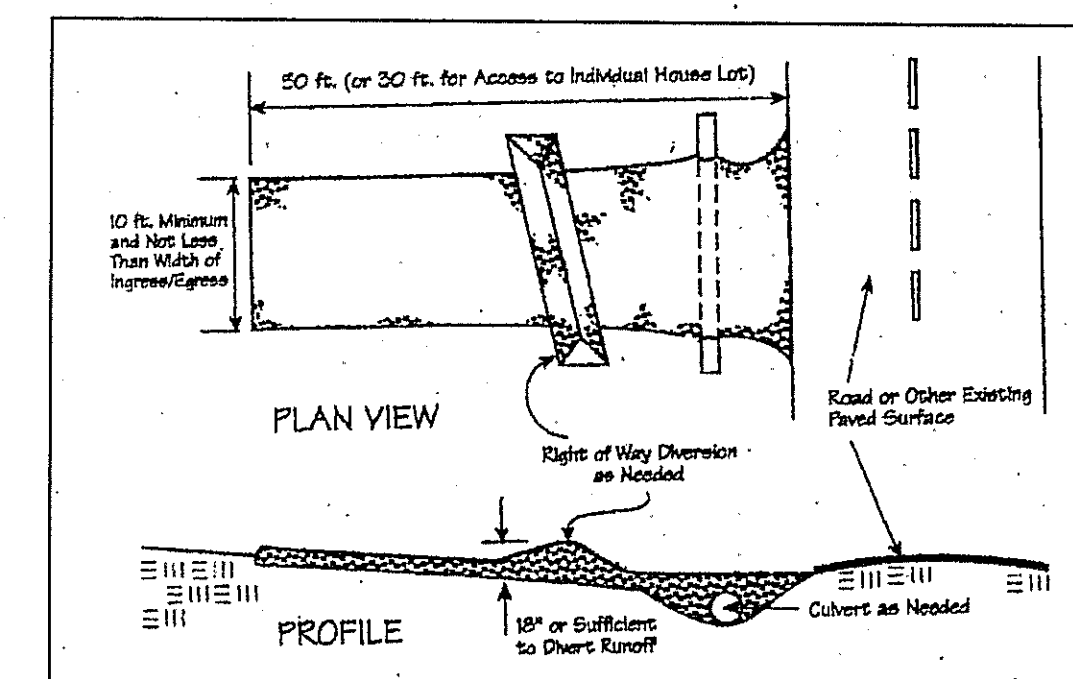 50 ft. (or 30 ft. for Access to Individual House Lot)
10 ft. Minimum
and Not Less
Than Width of
Ingress/Egress
PLAN VIEW
Road or Other Existing
Paved Surface
Right of Way Diversion
as Needed
Culvert as Needed
PROFILE
18" or Sufficient
to Divert Runoff